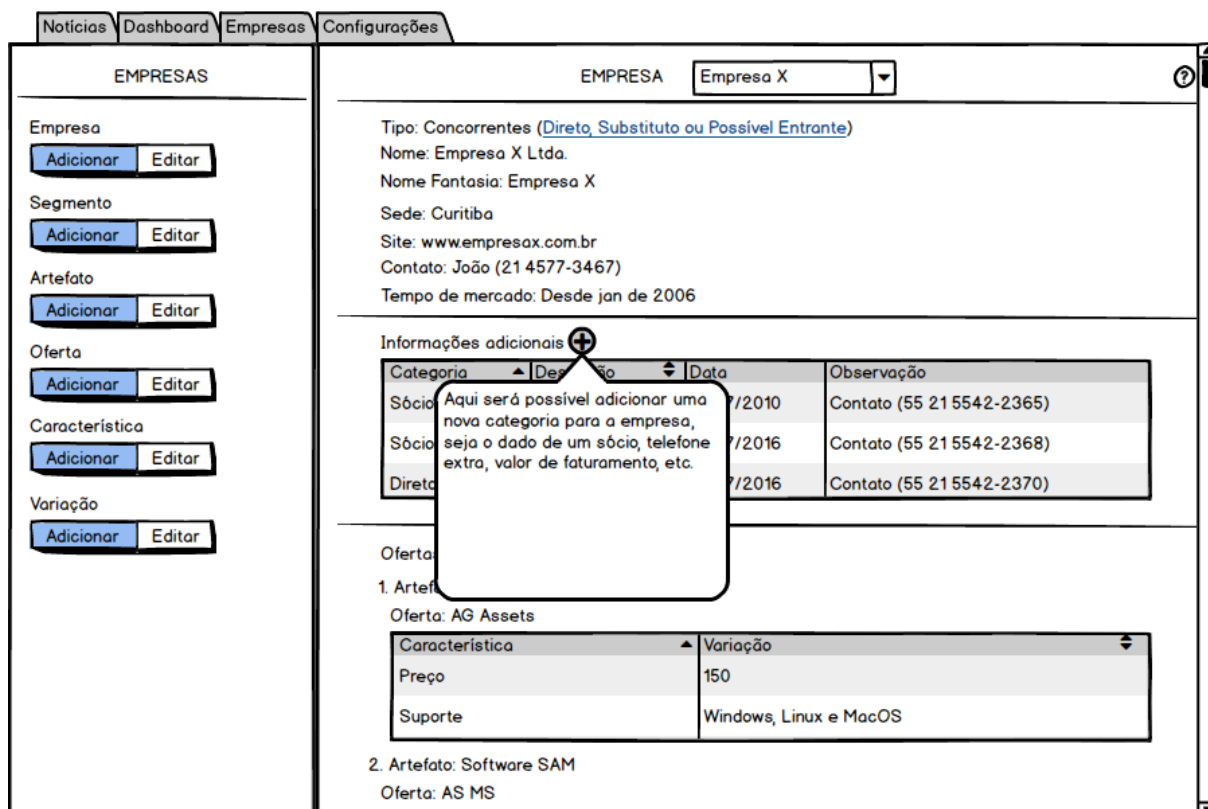 Notícias Dashboard Empresas Configurações
EMPRESAS
Empresa
Adicionar Editar
Segmento
Adicionar Editar
Artefato
Adicionar Editar
Oferta
Adicionar Editar
Característica
Adicionar Editar
Variação
Adicionar Editar
EMPRESA Empresa X
Tipo: Concorrentes (Direto, Substituto ou Possível Entrante)
Nome: Empresa X Ltda.
Nome Fantasia: Empresa X
Sede: Curitiba
Site: www.empresax.com.br
Contato: João (21 4577-3467)
Tempo de mercado: Desde jan de 2006
Informações adicionais
Categoria Data Observação
Sócio /2010 Contato (55 21 5542-2365)
Sócio /2016 Contato (55 21 5542-2368)
/2016 Contato (55 21 5542-2370)
Aqui será possível adicionar uma
nova categoria para a empresa,
seja o dado de um sócio, telefone
extra, valor de faturamento, etc.
1.
Oferta: AG Assets
Característica Variação
Preço 150
Suporte Windows, Linux e MacOS
2. Artefato: Software SAM
Oferta: AS MS